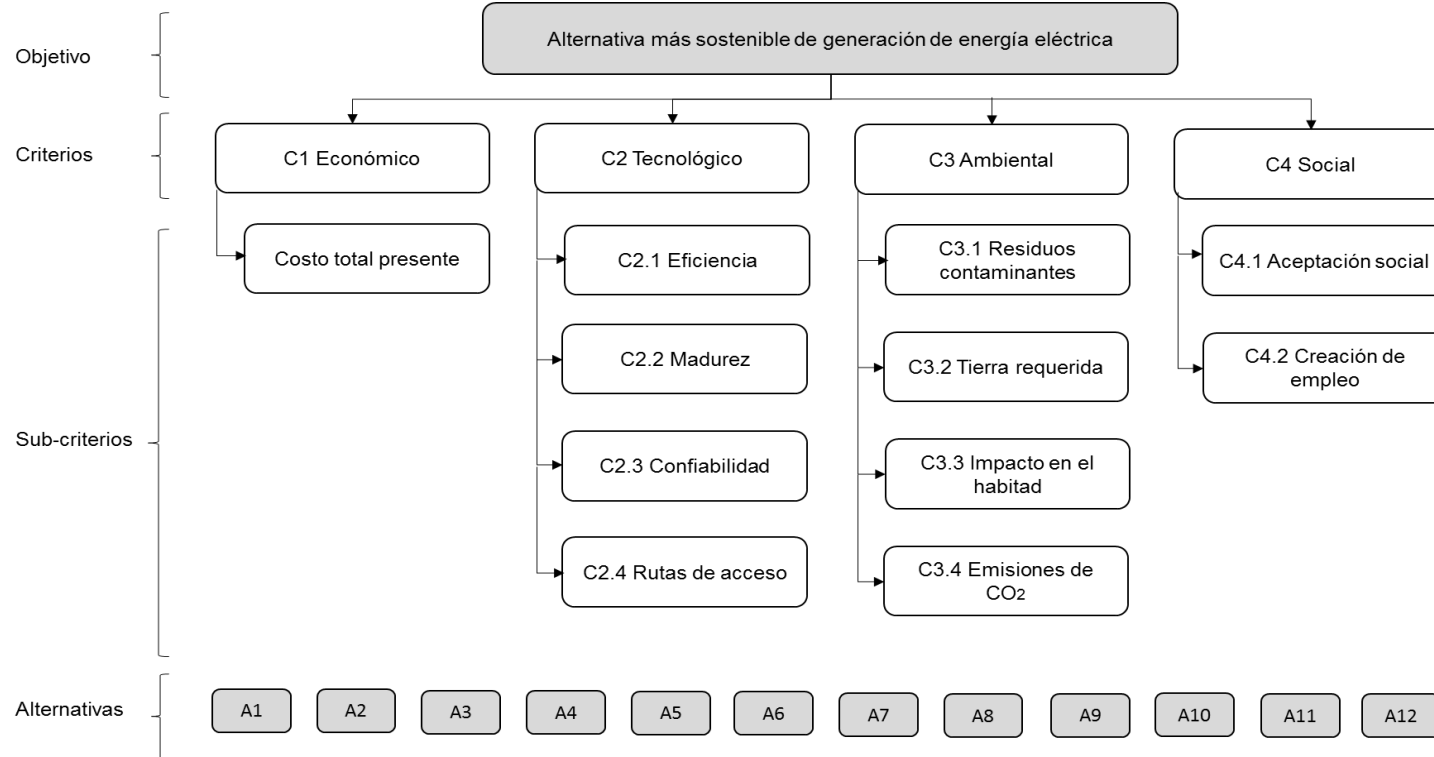 Objetivo
Alternativa más sostenible de generación de energía eléctrica
Criterios
C1 Económico
C2 Tecnológico
C3 Ambiental
C4 Social
Sub-criterios
Costo total presente
C2.1 Eficiencia
C2.2 Madurez
C2.3 Confiabilidad
C2.4 Rutas de acceso
C3.1 Residuos
contaminantes
C3.2 Tierra requerida
C3.3 Impacto en el
habitad
C3.4 Emisiones de
CO2
C4.1 Aceptación social
C4.2 Creación de
empleo
Alternativas
A1
A2
A3
A4
A5
A6
A7
A8
A9
A10
A11
A12